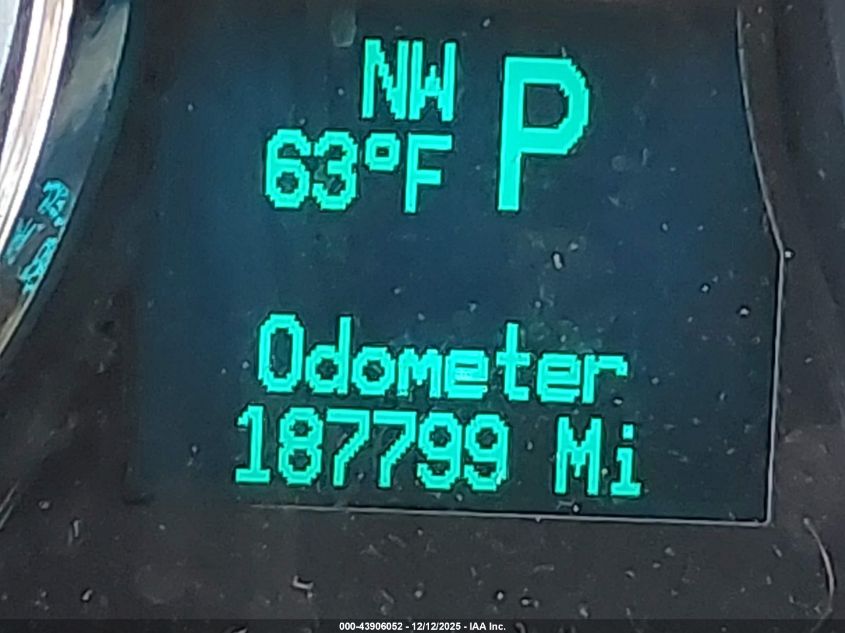 NW P
63°F
Odometer
187799 Mi
000-43906052 - 12/12/2025 - IAA Inc.